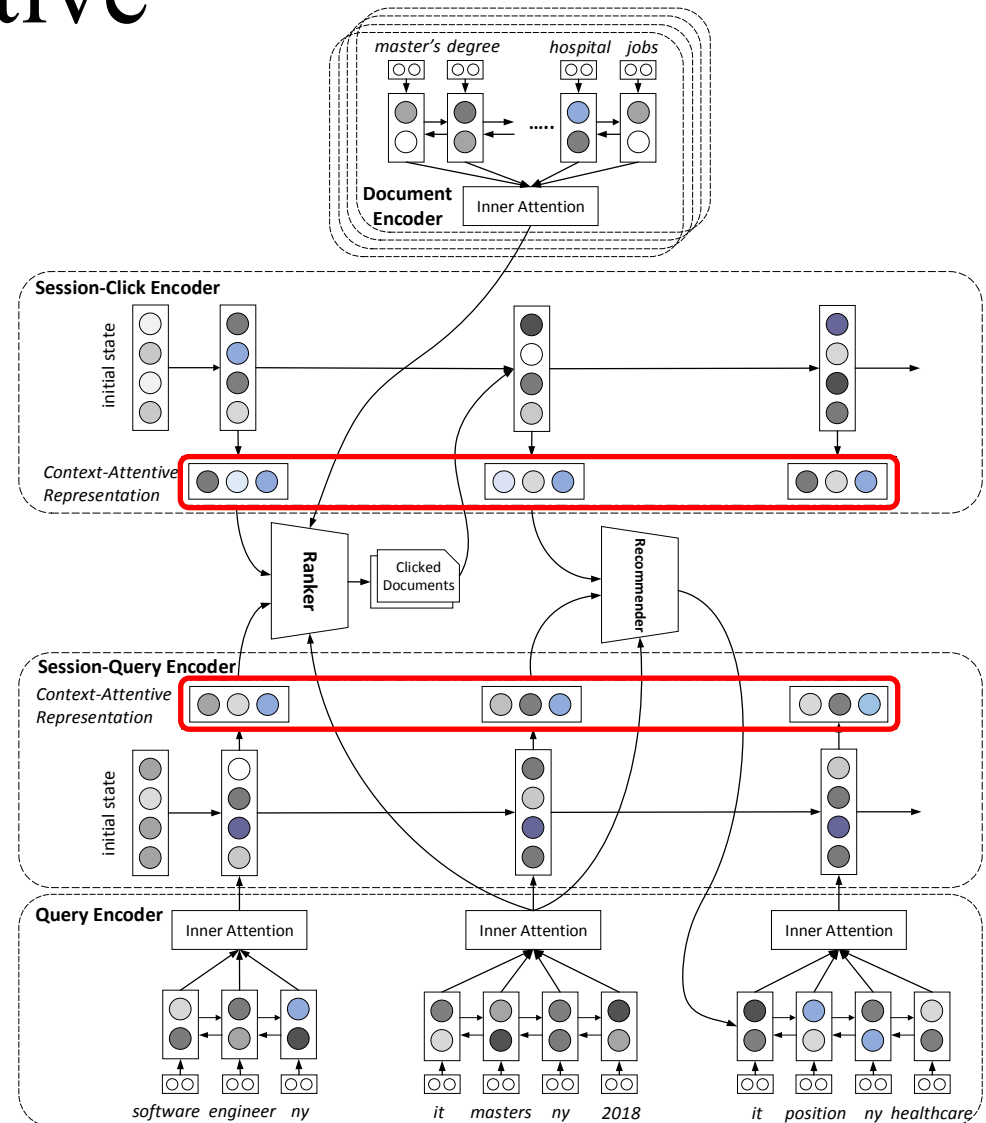 master's degree hospital jobs
.....
Document
Encoder
Inner Attention
Session-Click Encoder
initial state
Context-Attentive
Representation
Ranker
Clicked
Documents
Recommender
Session-Query Encoder
Context-Attentive
Representation
initial state
Query Encoder
Inner Attention
Inner Attention
Inner Attention
software engineer ny
it masters ny 2018
it position ny healthcare